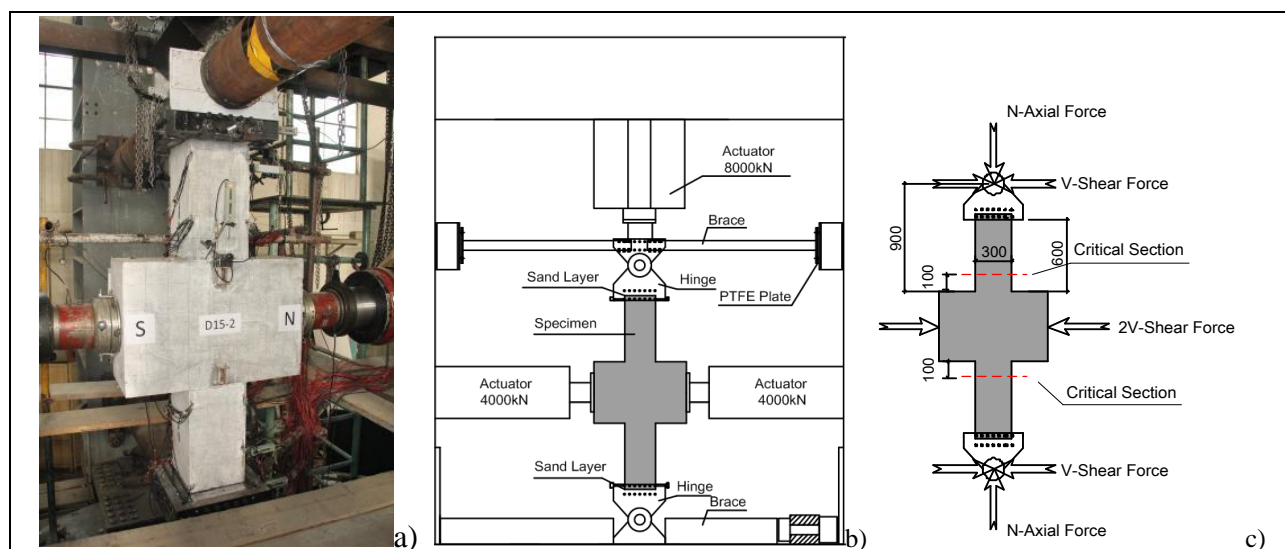 S
D15-2
N
a)
Actuator
8000kN
Brace
Sand Layer
Hinge
PTFE Plate
Specimen
Actuator
4000kN
Actuator
4000kN
Sand Layer
Hinge
Brace
b)
N-Axial Force
V-Shear Force
900
300
600
100
Critical Section
2V-Shear Force
100
Critical Section
V-Shear Force
N-Axial Force
c)